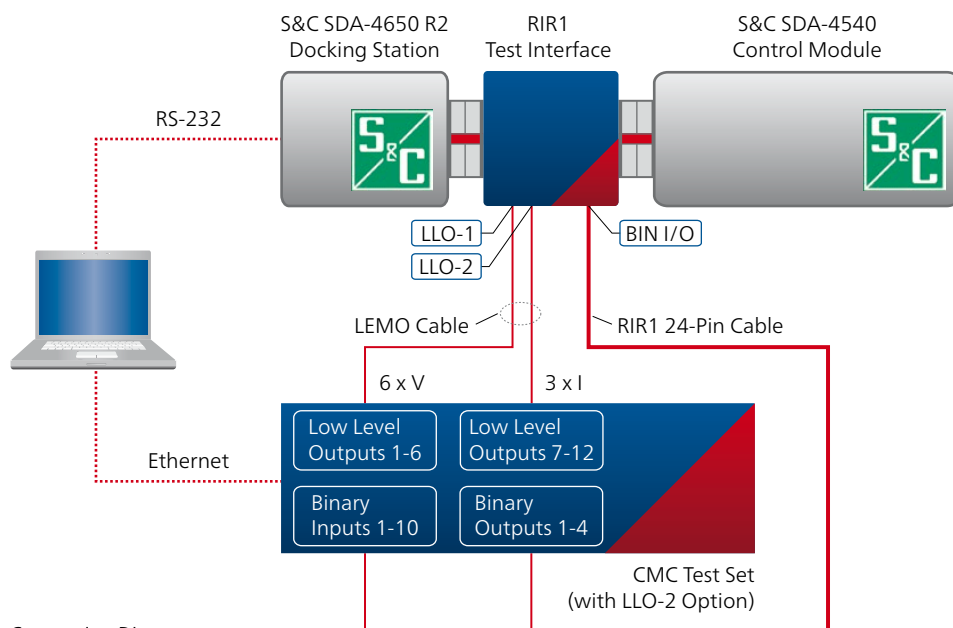 S&C SDA-4650 R2
Docking Station
RIR1
Test Interface
S&C SDA-4540
Control Module
RS-232
S&C
S&C
LLO-1
LLO-2
BIN I/O
LEMO Cable
RIR1 24-Pin Cable
6 x V
3 x I
Low Level
Outputs 1-6
Low Level
Outputs 7-12
Ethernet
Binary
Inputs 1-10
Binary
Outputs 1-4
CMC Test Set
(with LLO-2 Option)